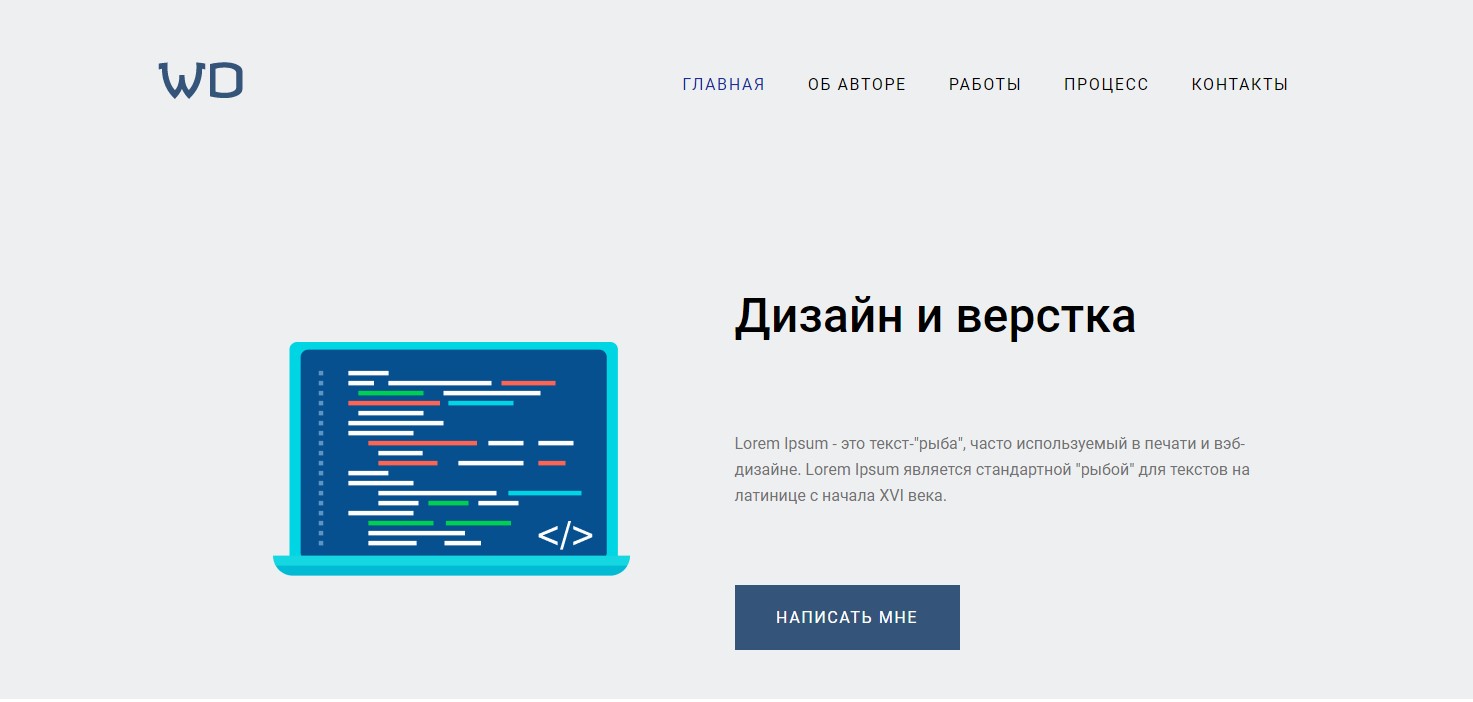 WD
ГЛАВНАЯ ОБ АВТОРЕ РАБОТЫ ПРОЦЕСС КОНТАКТЫ
Дизайн и верстка
Lorem Ipsum - это текст-"рыба", часто используемый в печати и вэб-
дизайне. Lorem Ipsum является стандартной "рыбой" для текстов на
латинице с начала XVI века.
</>
НАПИСАТЬ МНЕ